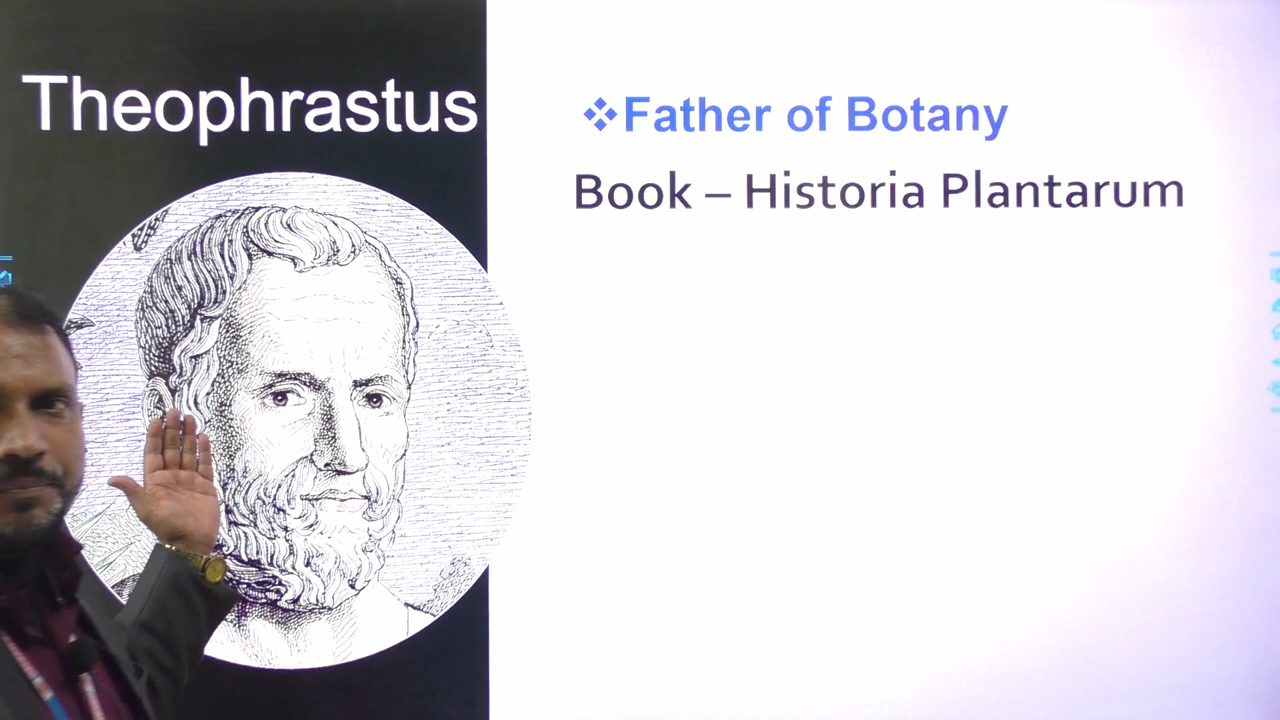 Theophrastus
❖Father of Botany
Book – Historia Plantarum